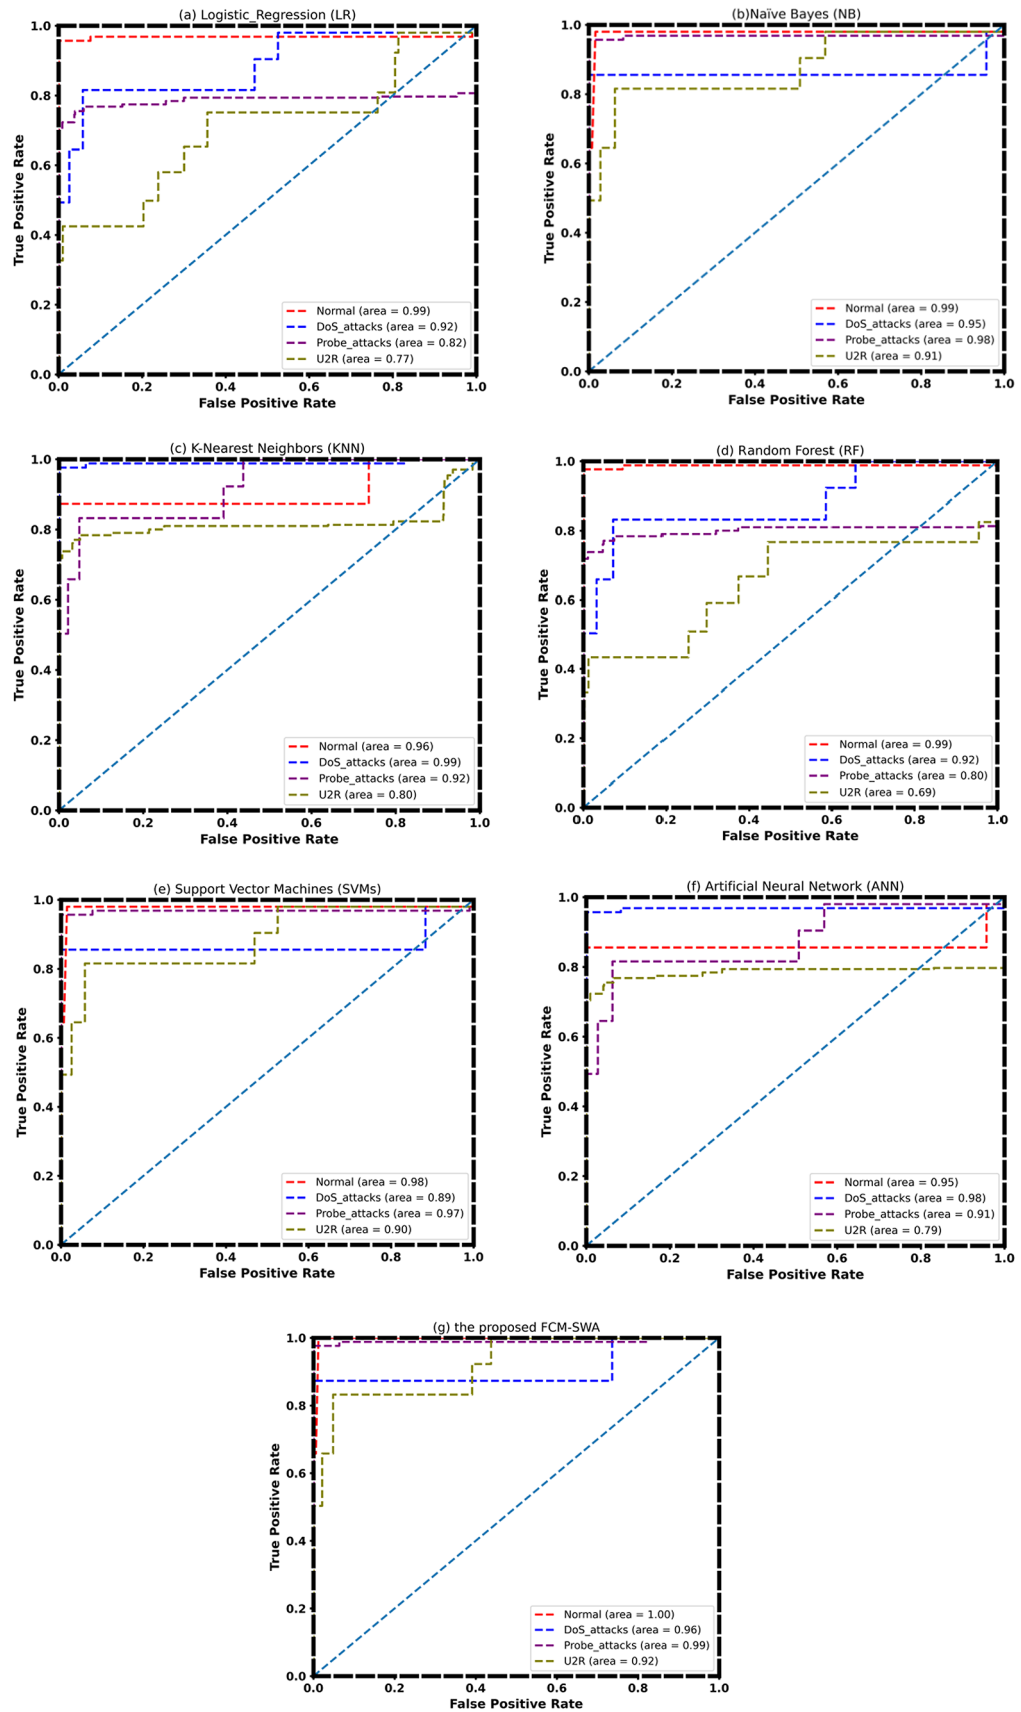 (a) Logistic_Regression (LR)
1.0
0.8
0.6
0.4
0.2
0.0
True Positive Rate
Normal (area = 0.99)
DoS_attacks (area = 0.92)
Probe_attacks (area = 0.82)
U2R (area = 0.77)
0.0 0.2 0.4 0.6 0.8 1.0
False Positive Rate
(b)Naïve Bayes (NB)
1.0
0.8
0.6
0.4
0.2
0.0
True Positive Rate
Normal (area = 0.99)
DoS_attacks (area = 0.95)
Probe_attacks (area = 0.98)
U2R (area = 0.91)
0.0 0.2 0.4 0.6 0.8 1.0
False Positive Rate
(c) K-Nearest Neighbors (KNN)
1.0
0.8
0.6
0.4
0.2
0.0
True Positive Rate
Normal (area = 0.96)
DoS_attacks (area = 0.99)
Probe_attacks (area = 0.92)
U2R (area = 0.80)
0.0 0.2 0.4 0.6 0.8 1.0
False Positive Rate
(d) Random Forest (RF)
1.0
0.8
0.6
0.4
0.2
0.0
True Positive Rate
Normal (area = 0.99)
DoS_attacks (area = 0.92)
Probe_attacks (area = 0.80)
U2R (area = 0.69)
0.0 0.2 0.4 0.6 0.8 1.0
False Positive Rate
(e) Support Vector Machines (SVMs)
1.0
0.8
0.6
0.4
0.2
0.0
True Positive Rate
Normal (area = 0.98)
DoS_attacks (area = 0.89)
Probe_attacks (area = 0.97)
U2R (area = 0.90)
0.0 0.2 0.4 0.6 0.8 1.0
False Positive Rate
(f) Artificial Neural Network (ANN)
1.0
0.8
0.6
0.4
0.2
0.0
True Positive Rate
Normal (area = 0.95)
DoS_attacks (area = 0.98)
Probe_attacks (area = 0.91)
U2R (area = 0.79)
0.0 0.2 0.4 0.6 0.8 1.0
False Positive Rate
(g) the proposed FCM-SWA
1.0
0.8
0.6
0.4
0.2
0.0
True Positive Rate
Normal (area = 1.00)
DoS_attacks (area = 0.96)
Probe_attacks (area = 0.99)
U2R (area = 0.92)
0.0 0.2 0.4 0.6 0.8 1.0
False Positive Rate